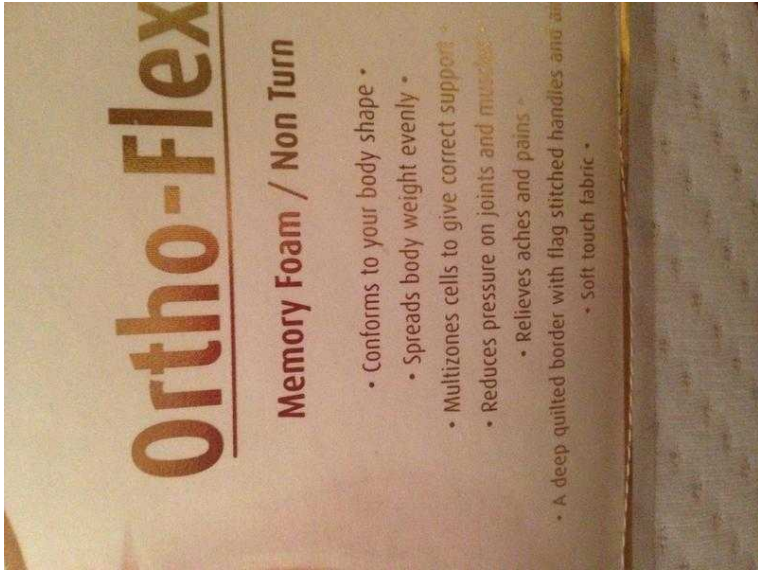 Ortho-Flex
Memory Foam / Non Turn
• Conforms to your body shape •
• Spreads body weight evenly •
• Multizones cells to give correct support •
• Reduces pressure on joints and muscles •
• Relieves aches and pains •
• A deep quilted border with flag stitched handles and
• Soft touch fabric •